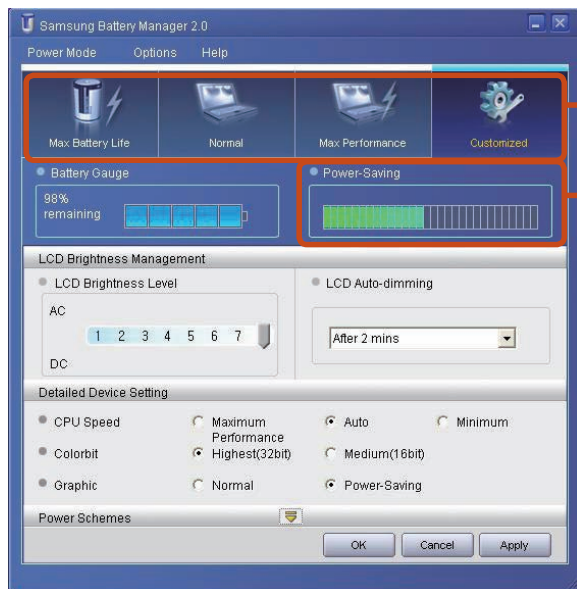 Samsung Battery Manager 2.0
Power Mode Options Help
Max Battery Life Normal Max Performance Customized
Battery Gauge
98%
remaining
Power-Saving
LCD Brightness Management
LCD Brightness Level
AC
1 2 3 4 5 6 7
DC
LCD Auto-dimming
After 2 mins
Detailed Device Setting
CPU Speed Maximum Performance Auto Minimum
Colorbit Highest(32bit) Medium(16bit)
Graphic Normal Power-Saving
Power Schemes
OK Cancel Apply